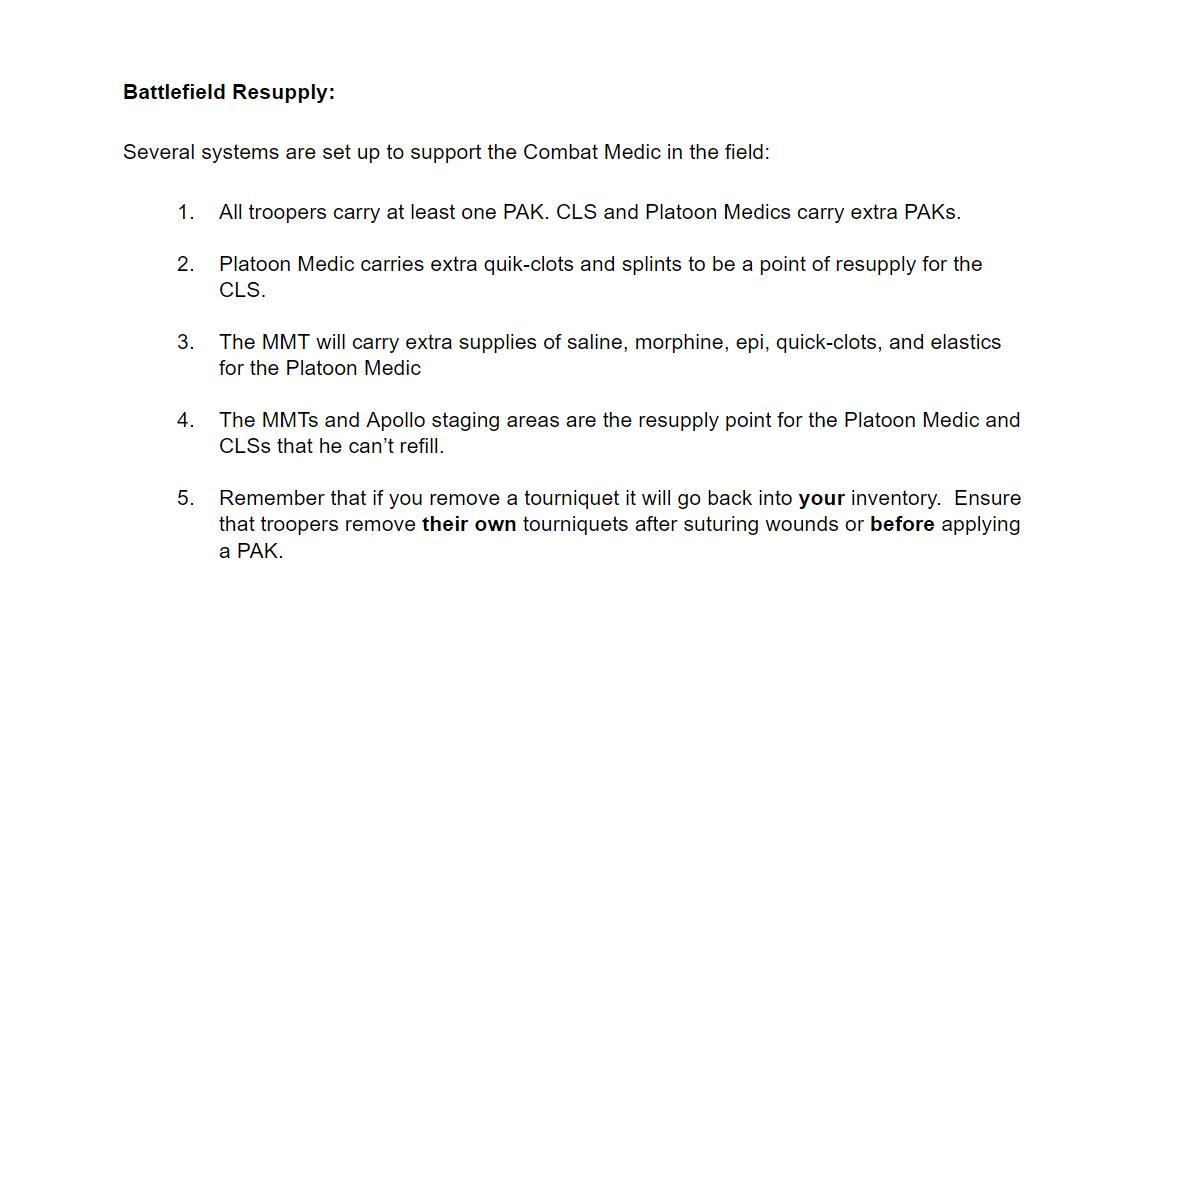 Battlefield Resupply:
Several systems are set up to support the Combat Medic in the field:
1. All troopers carry at least one PAK. CLS and Platoon Medics carry extra PAKs.
2. Platoon Medic carries extra quik-clots and splints to be a point of resupply for the
CLS.
3. The MMT will carry extra supplies of saline, morphine, epi, quick-clots, and elastics
for the Platoon Medic
4. The MMTs and Apollo staging areas are the resupply point for the Platoon Medic and
CLSs that he can’t refill.
5. Remember that if you remove a tourniquet it will go back into your inventory.  Ensure
that troopers remove their own tourniquets after suturing wounds or before applying
a PAK.